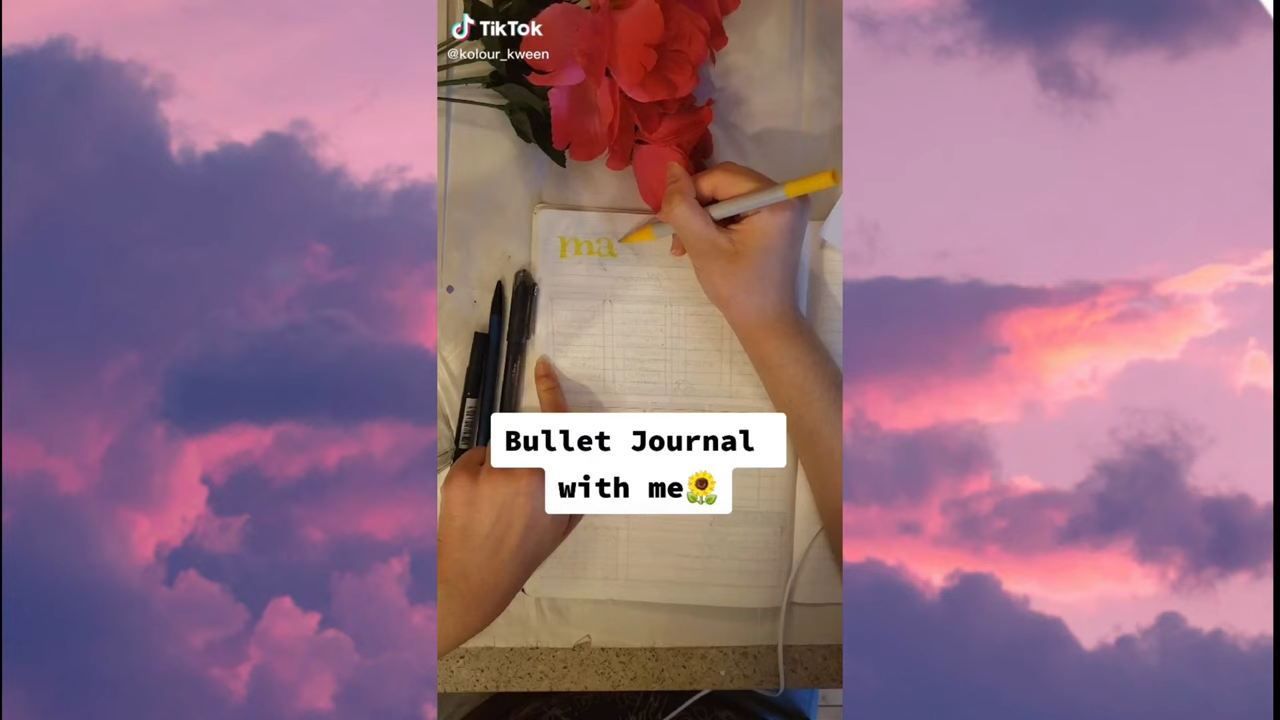 TikTok
@kolour_kween
ma
Bullet Journal
with me🌻